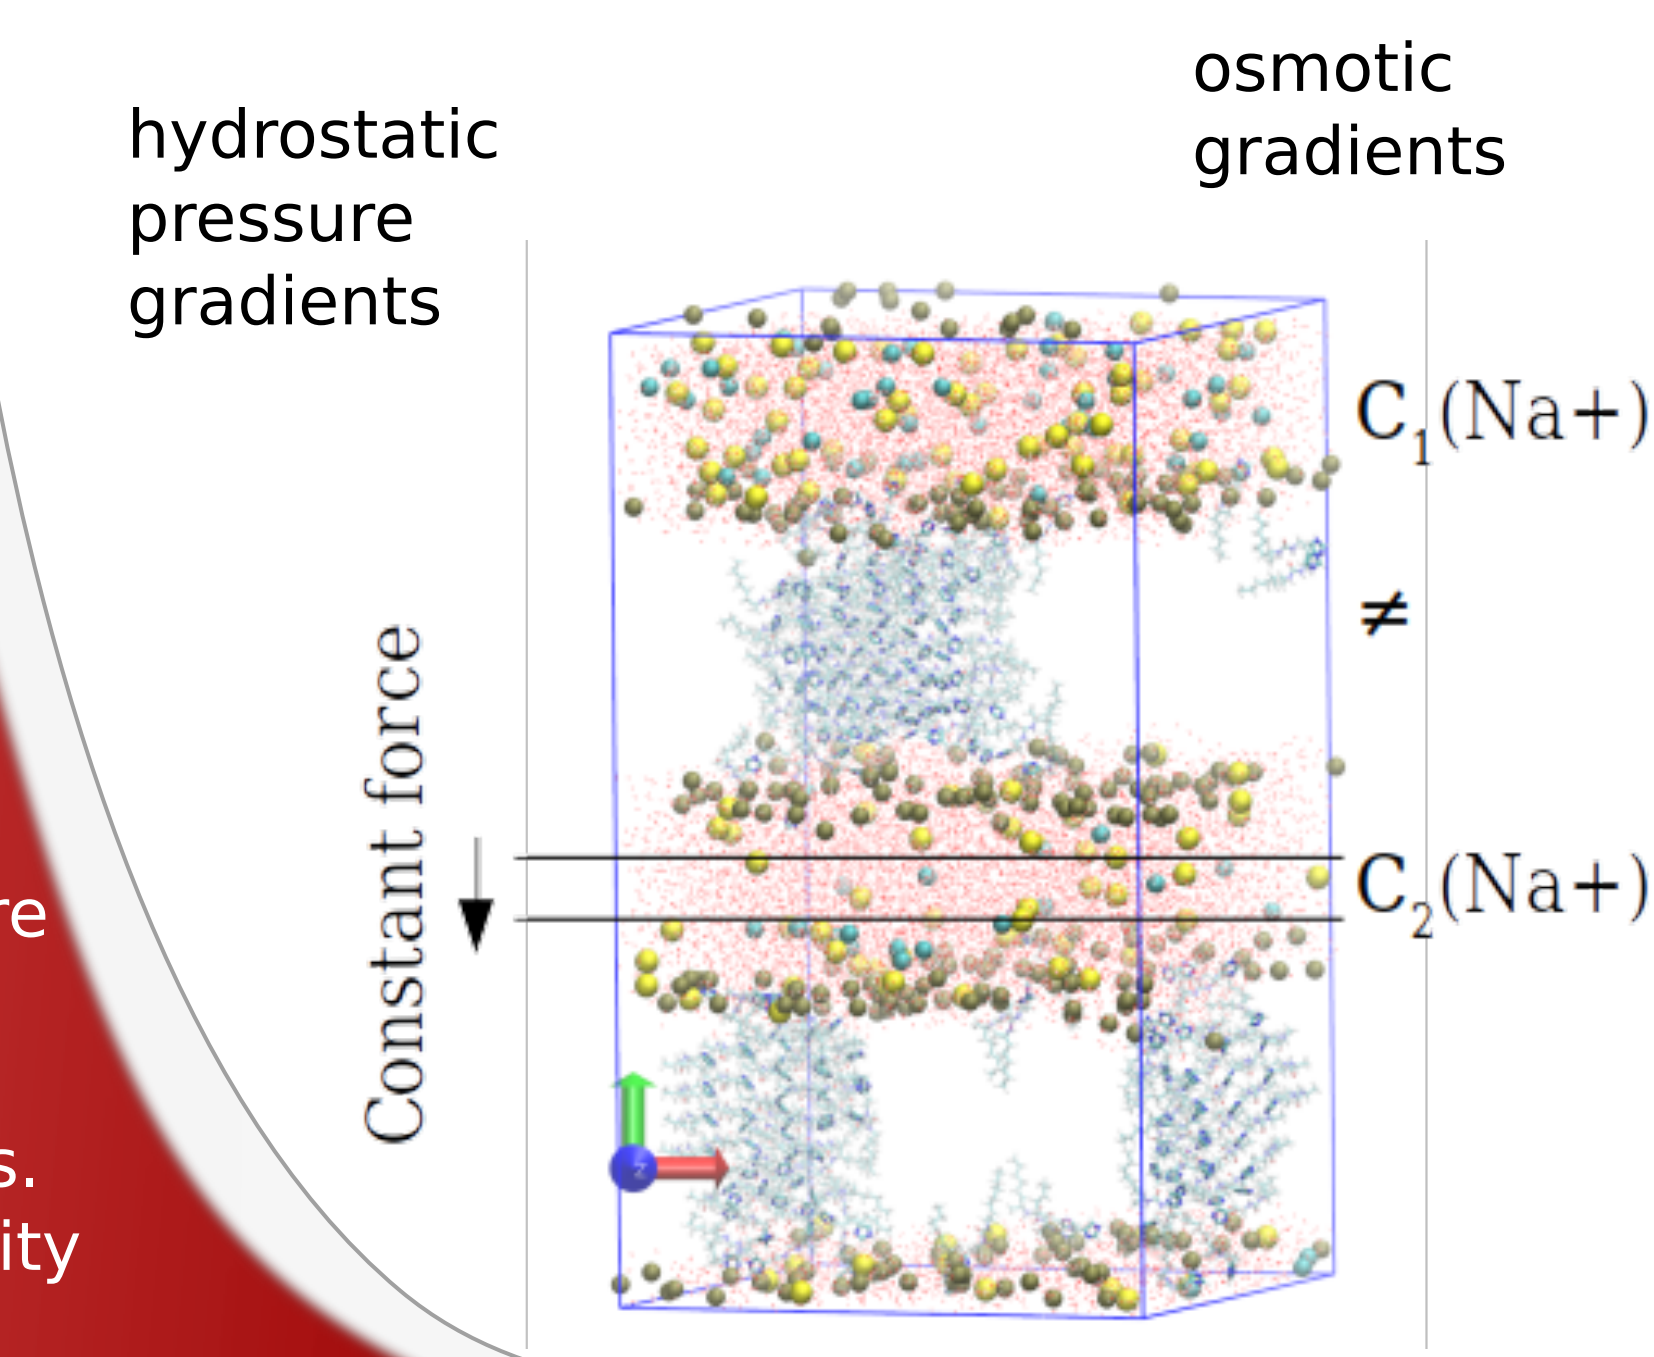 hydrostatic
pressure
gradients
osmotic
gradients
C1(Na+)
≠
C2(Na+)
Constant force
re
s.
ity
z